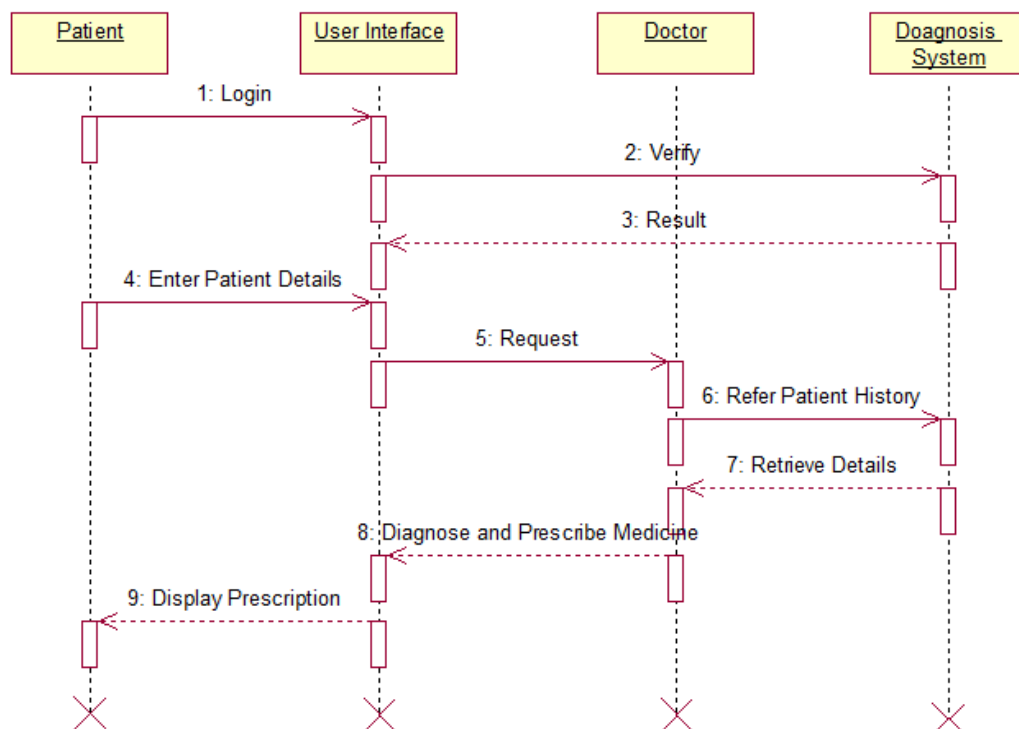 Patient
User Interface
Doctor
Doagnosis
System
1: Login
2: Verify
3: Result
4: Enter Patient Details
5: Request
6: Refer Patient History
7: Retrieve Details
8: Diagnose and Prescribe Medicine
9: Display Prescription